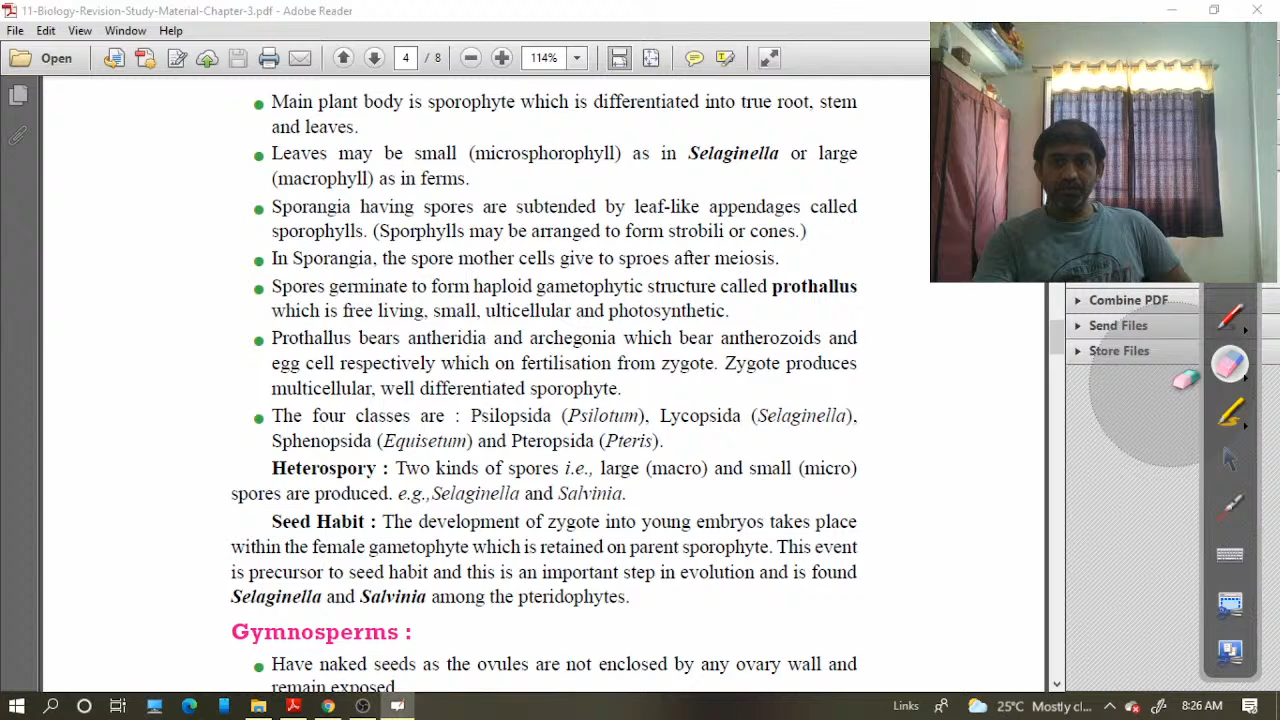 11-Biology-Revision-Study-Material-Chapter-3.pdf - Adobe Reader
File Edit View Window Help
Open 4 / 8 114%
Main plant body is sporophyte which is differentiated into true root, stem
and leaves.
Leaves may be small (microsphorophyll) as in Selaginella or large
(macrophyll) as in ferms.
Sporangia having spores are subtended by leaf-like appendages called
sporophylls. (Sporphylls may be arranged to form strobili or cones.)
In Sporangia, the spore mother cells give to sproes after meiosis.
Spores germinate to form haploid gametophytic structure called prothallus
which is free living, small, ulticellular and photosynthetic.
Prothallus bears antheridia and archegonia which bear antherozoids and
egg cell respectively which on fertilisation from zygote. Zygote produces
multicellular, well differentiated sporophyte.
The four classes are : Psilopsida (Psilotum), Lycopsida (Selaginella),
Sphenopsida (Equisetum) and Pteropsida (Pteris).
Heterospory : Two kinds of spores i.e., large (macro) and small (micro)
spores are produced. e.g.,Selaginella and Salvinia.
Seed Habit : The development of zygote into young embryos takes place
within the female gametophyte which is retained on parent sporophyte. This event
is precursor to seed habit and this is an important step in evolution and is found
Selaginella and Salvinia among the pteridophytes.
Gymnosperms :
Have naked seeds as the ovules are not enclosed by any ovary wall and
remain exposed
Combine PDF
Send Files
Store Files
Links 25°C Mostly cl... 8:26 AM